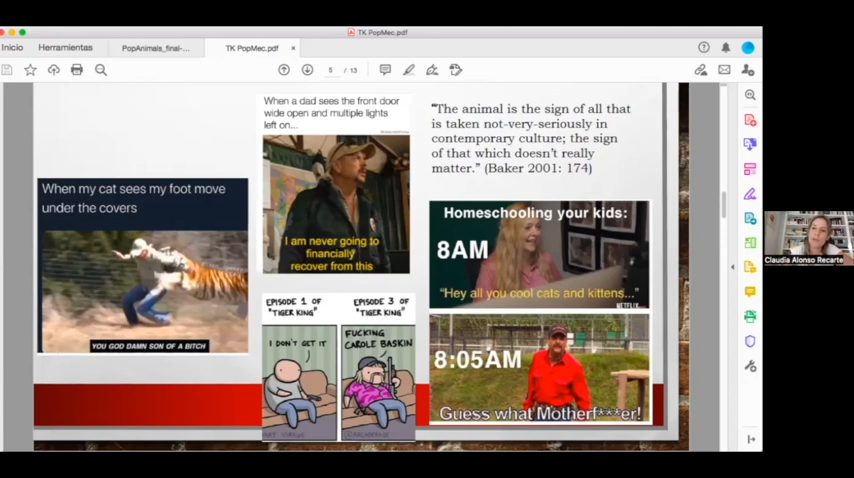 TK PopMec.pdf
Inicio
Herramientas
PopAnimals_final-...
TK PopMec.pdf
×
5 / 13
When my cat sees my foot move
under the covers
YOU GOD DAMN SON OF A BITCH
When a dad sees the front door
wide open and multiple lights
left on...
I am never going to
financially
recover from this
EPISODE 1 OF
"TIGER KING"
I DON'T GET IT
EPISODE 3 OF
"TIGER KING"
FUCKING
CAROLE BASKIN
"The animal is the sign of all that
is taken not-very-seriously in
contemporary culture; the sign
of that which doesn't really
matter." (Baker 2001: 174)
Homeschooling your kids:
8AM
"Hey all you cool cats and kittens..."
NETFLIX
8:05AM
Guess what Motherf***er!
Claudia Alonso Recarte